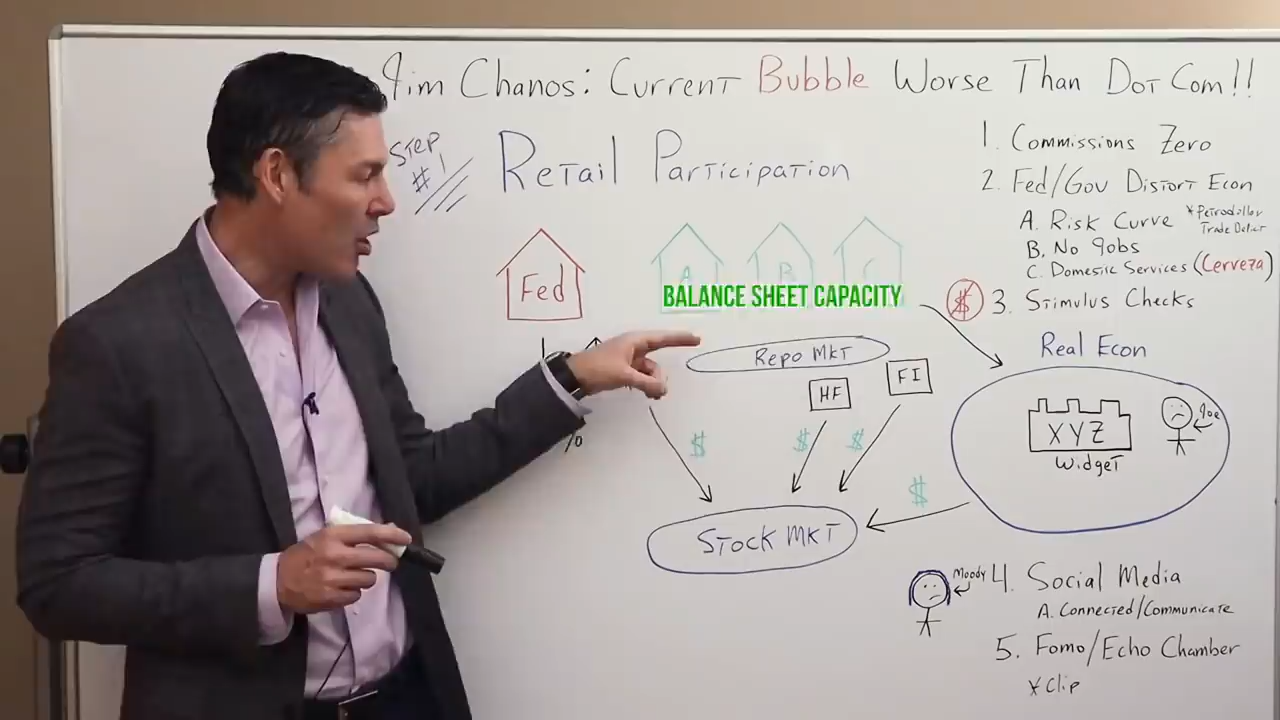 Jim Chanos: Current Bubble Worse Than Dot Com!!
STEP #1
Retail Participation
1. Commissions Zero
2. Fed/Gov Distort Econ
A. Risk Curve
*Petrodollar
Trade Deficit
B. No Jobs
C. Domestic Services (Cerveza)
$ 3. Stimulus Checks
Fed
A B C
BALANCE SHEET CAPACITY
Repo MKT
HF
FI
%
$ $ $
$
Stock MKT
Real Econ
XYZ
Widget
Joe
Moody
4. Social Media
A. Connected/Communicate
5. Fomo/Echo Chamber
*Clip